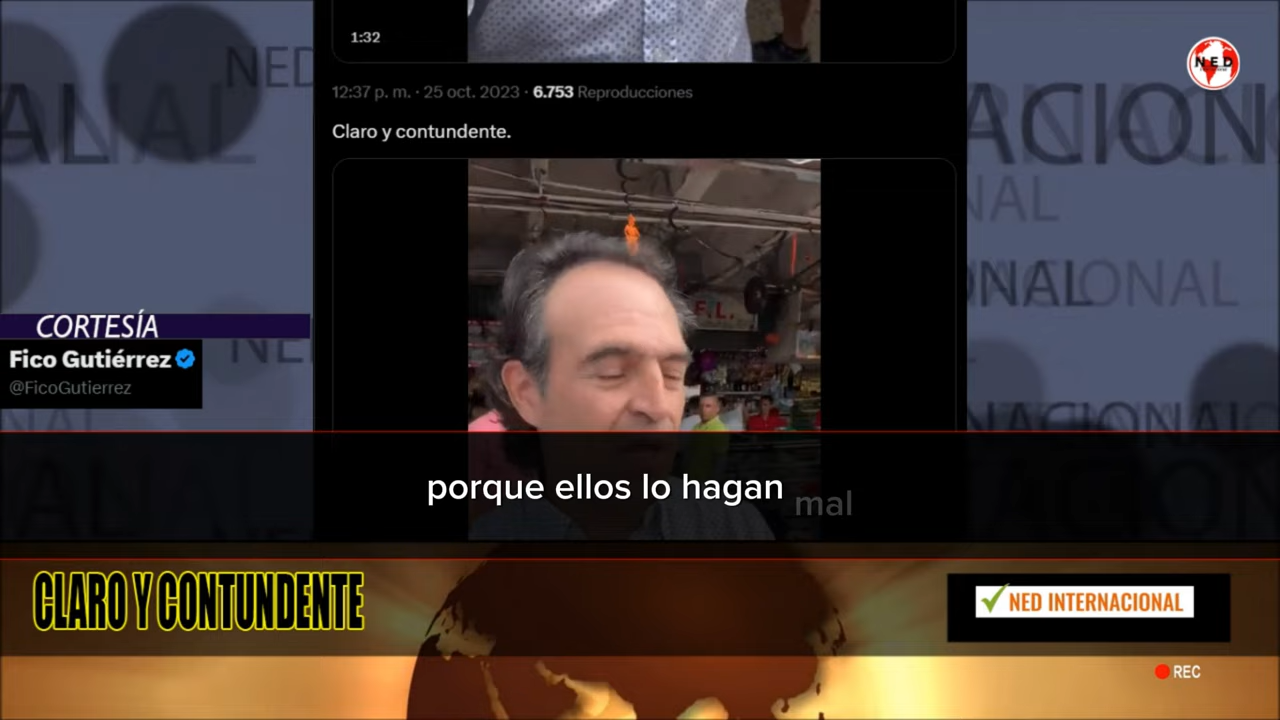 1:32
NED
12:37 p. m. · 25 oct. 2023 · 6.753 Reproducciones
Claro y contundente.
F.L.
CORTESÍA
Fico Gutiérrez
@FicoGutierrez
porque ellos lo hagan mal
CLARO Y CONTUNDENTE
NED INTERNACIONAL
REC